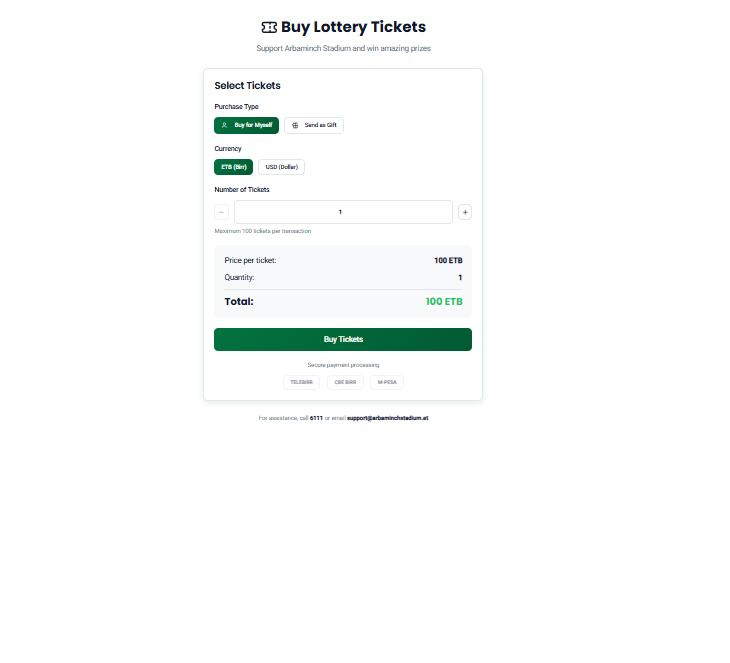 Buy Lottery Tickets
Support Arbaminch Stadium and win amazing prizes
Select Tickets
Purchase Type
Buy for Myself
Send as Gift
Currency
ETB (Birr)
USD (Dollar)
Number of Tickets
− 1 +
Maximum 100 tickets per transaction
Price per ticket: 100 ETB
Quantity: 1
Total: 100 ETB
Buy Tickets
Secure payment processing
TELEBIRR CBE BIRR M-PESA
For assistance, call 6111 or email support@arbaminchstadium.et